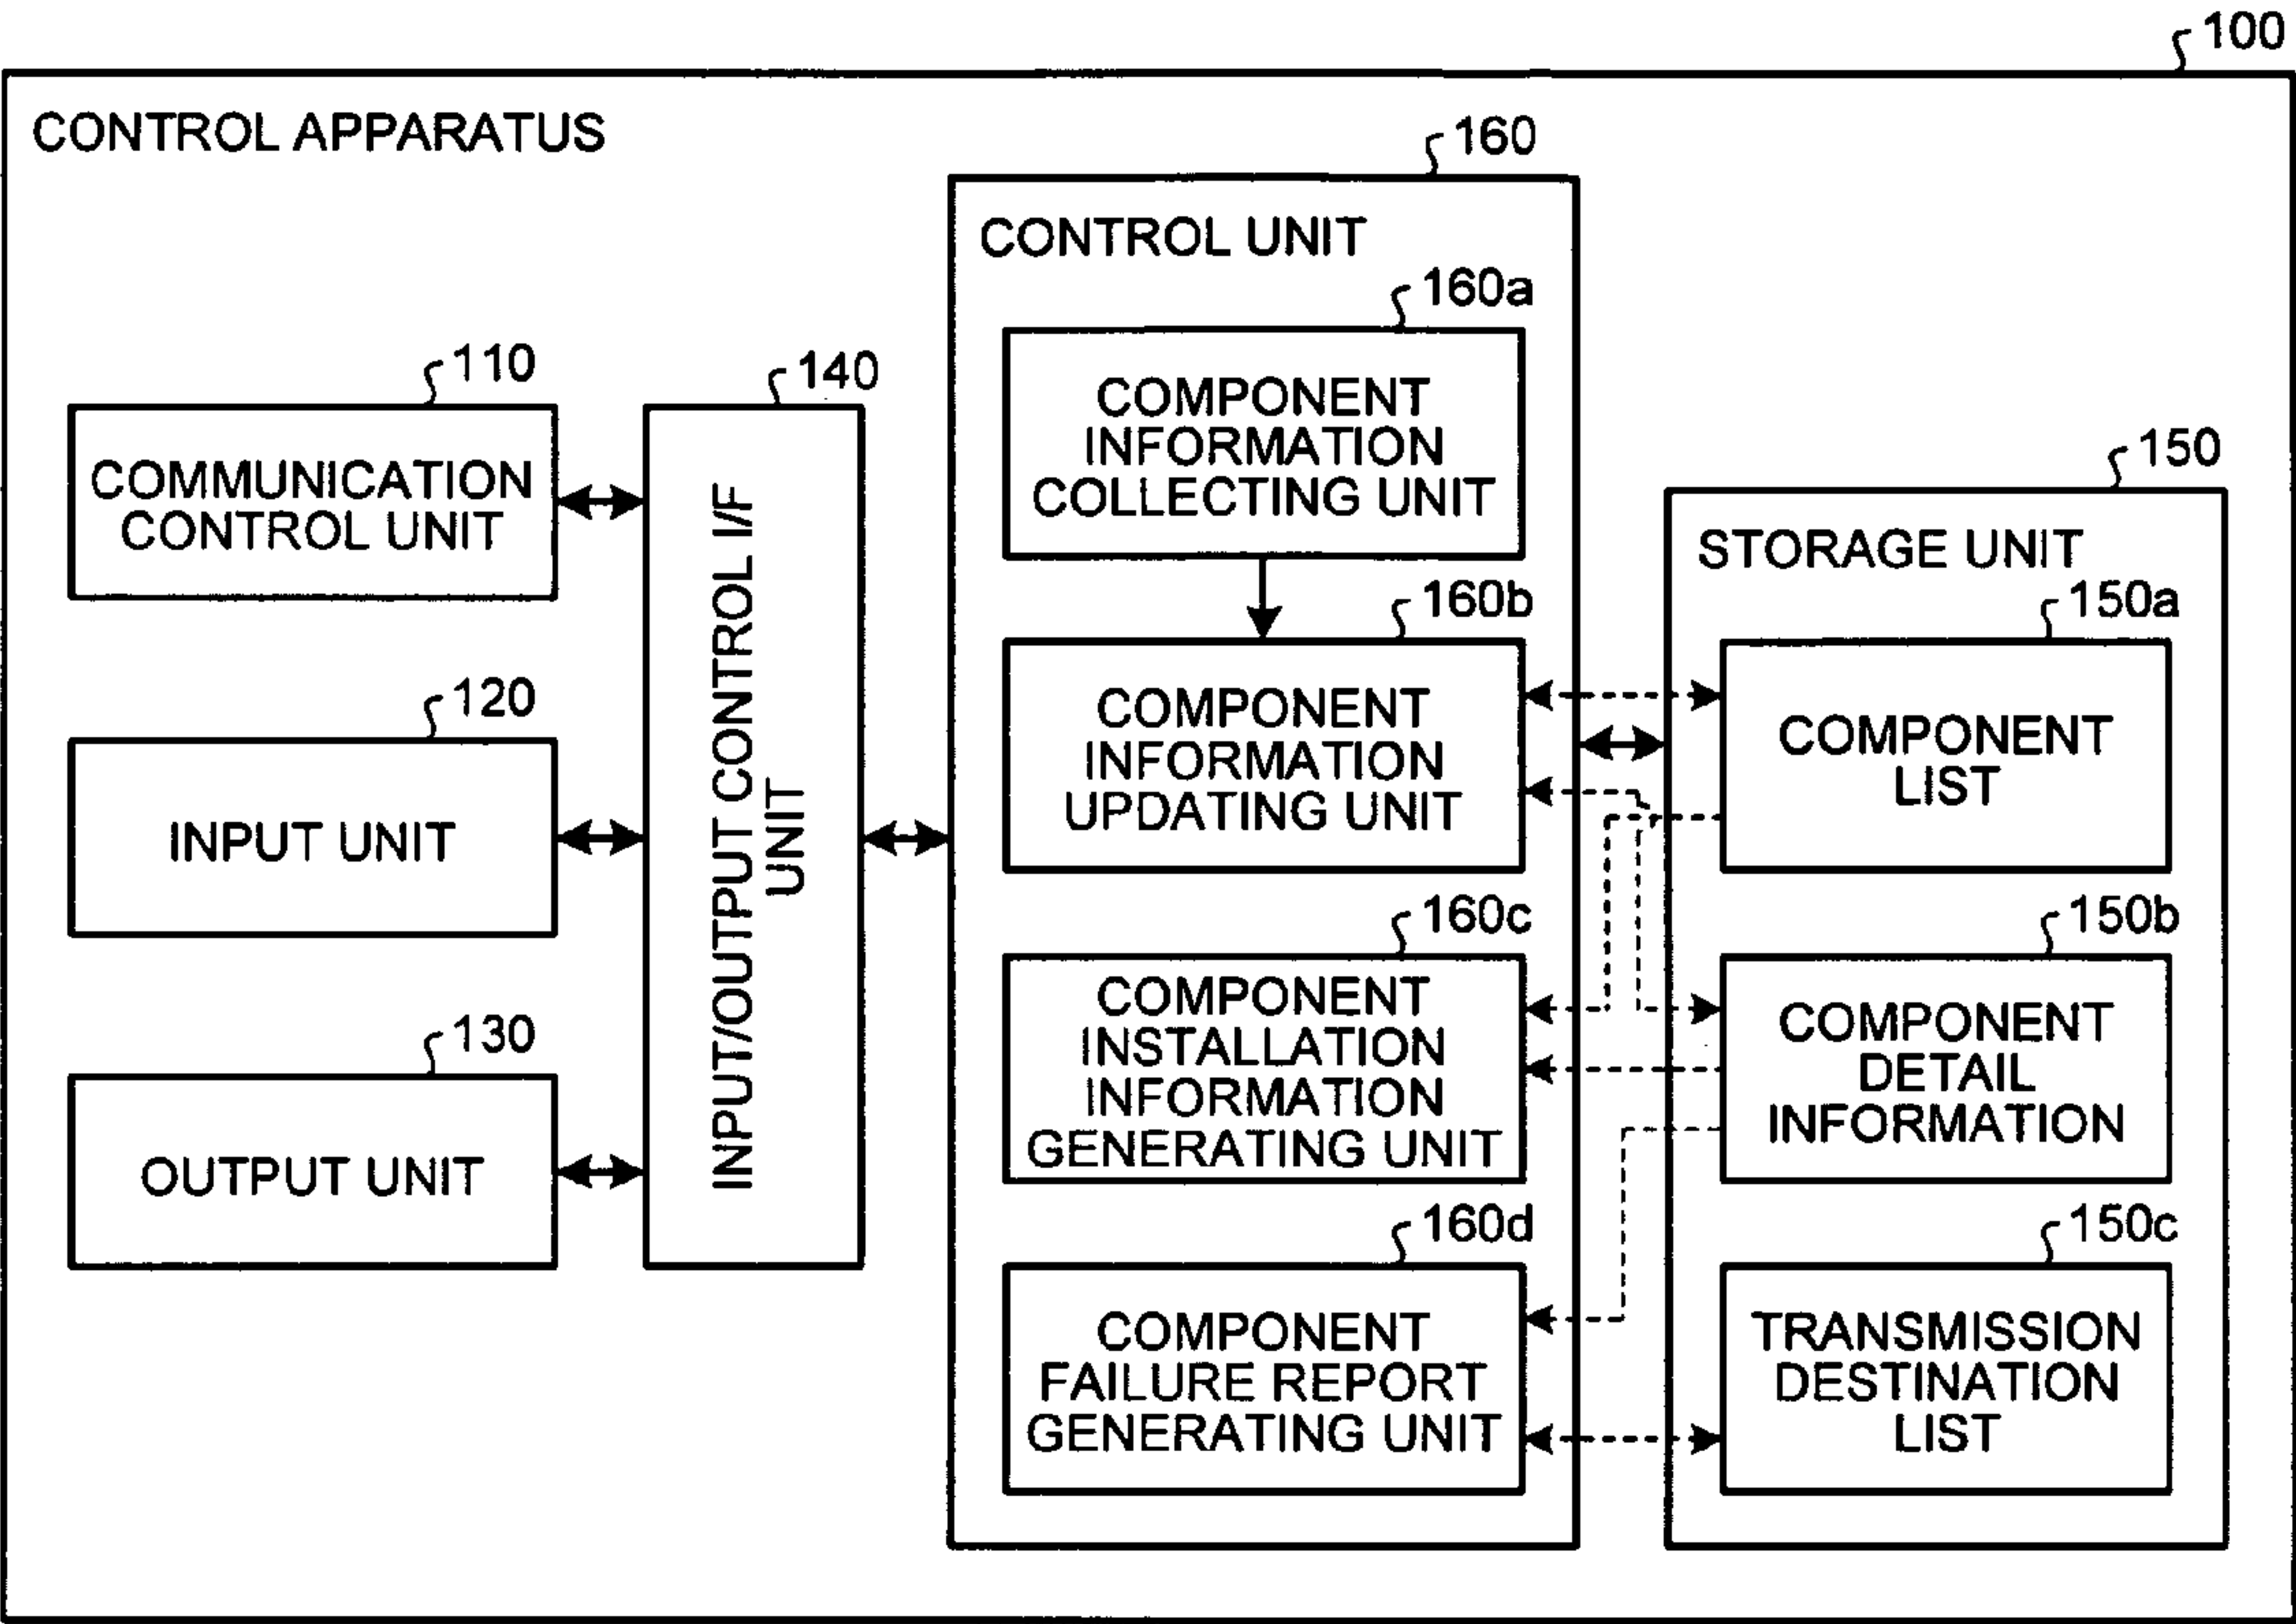 100
CONTROL APPARATUS
160
CONTROL UNIT
160a
COMPONENT
INFORMATION
COLLECTING UNIT
110
COMMUNICATION
CONTROL UNIT
140
INPUT/OUTPUT CONTROL I/F
UNIT
150
STORAGE UNIT
160b
COMPONENT
INFORMATION
UPDATING UNIT
150a
COMPONENT
LIST
120
INPUT UNIT
160c
COMPONENT
INSTALLATION
INFORMATION
GENERATING UNIT
150b
COMPONENT
DETAIL
INFORMATION
130
OUTPUT UNIT
160d
COMPONENT
FAILURE REPORT
GENERATING UNIT
150c
TRANSMISSION
DESTINATION
LIST